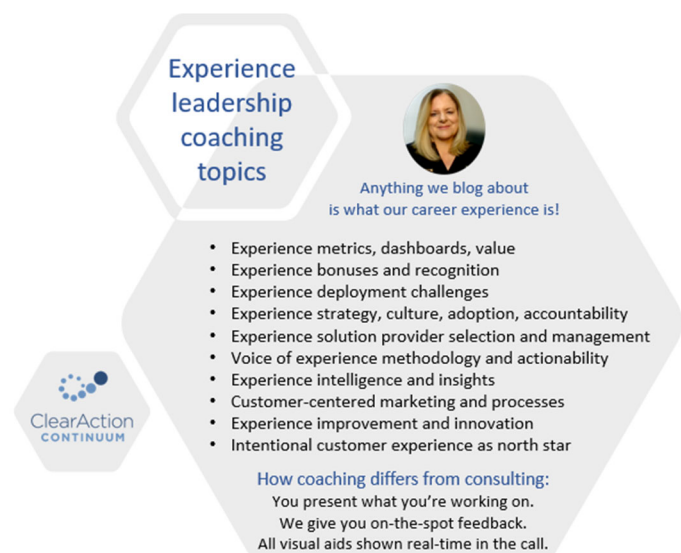 Experience
leadership
coaching
topics
Anything we blog about
is what our career experience is!
• Experience metrics, dashboards, value
• Experience bonuses and recognition
• Experience deployment challenges
• Experience strategy, culture, adoption, accountability
• Experience solution provider selection and management
• Voice of experience methodology and actionability
• Experience intelligence and insights
• Customer-centered marketing and processes
• Experience improvement and innovation
• Intentional customer experience as north star
ClearAction
CONTINUUM
How coaching differs from consulting:
You present what you’re working on.
We give you on-the-spot feedback.
All visual aids shown real-time in the call.